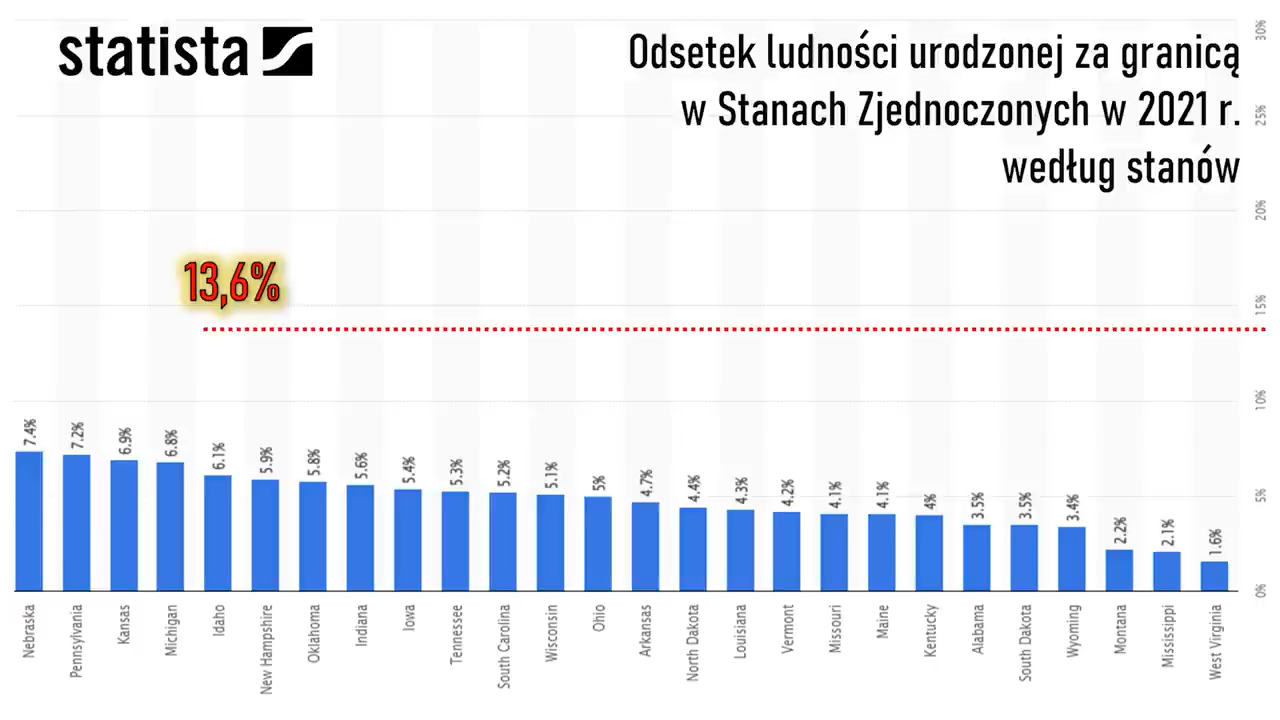 statista
Odsetek ludności urodzonej za granicą
w Stanach Zjednoczonych w 2021 r.
według stanów
30%
25%
20%
15%
10%
5%
0%
13,6%
7.4%
7.2%
6.9%
6.8%
6.1%
5.9%
5.8%
5.6%
5.4%
5.3%
5.2%
5.1%
5%
4.7%
4.4%
4.3%
4.2%
4.1%
4.1%
4%
3.5%
3.5%
3.4%
2.2%
2.1%
1.6%
Nebraska
Pennsylvania
Kansas
Michigan
Idaho
New Hampshire
Oklahoma
Indiana
Iowa
Tennessee
South Carolina
Wisconsin
Ohio
Arkansas
North Dakota
Louisiana
Vermont
Missouri
Maine
Kentucky
Alabama
South Dakota
Wyoming
Montana
Mississippi
West Virginia